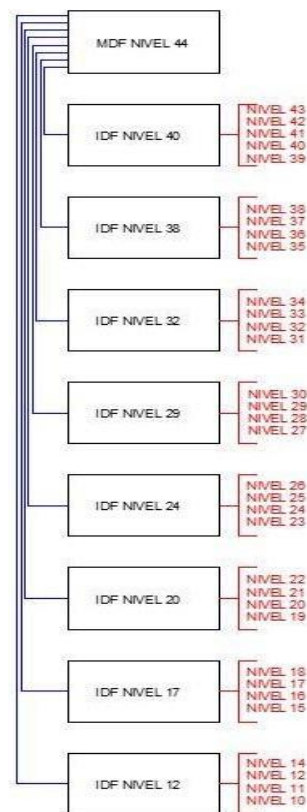 MDF NIVEL 44
IDF NIVEL 40
NIVEL 43
NIVEL 42
NIVEL 41
NIVEL 40
NIVEL 39
IDF NIVEL 38
NIVEL 38
NIVEL 37
NIVEL 36
NIVEL 35
IDF NIVEL 32
NIVEL 34
NIVEL 33
NIVEL 32
NIVEL 31
IDF NIVEL 29
NIVEL 30
NIVEL 29
NIVEL 28
NIVEL 27
IDF NIVEL 24
NIVEL 26
NIVEL 25
NIVEL 24
NIVEL 23
IDF NIVEL 20
NIVEL 22
NIVEL 21
NIVEL 20
NIVEL 19
IDF NIVEL 17
NIVEL 18
NIVEL 17
NIVEL 16
NIVEL 15
IDF NIVEL 12
NIVEL 14
NIVEL 12
NIVEL 11
NIVEL 10